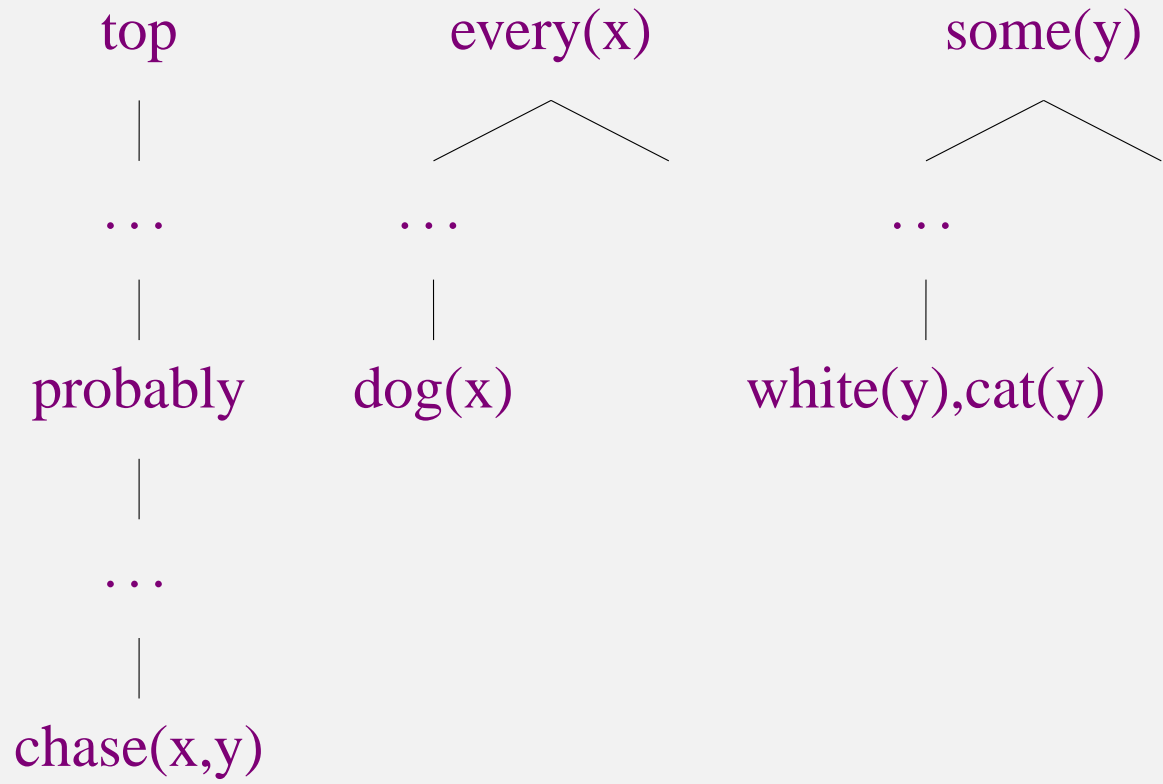 top every(x) some(y)
... ... ...
probably dog(x) white(y),cat(y)
...
chase(x,y)